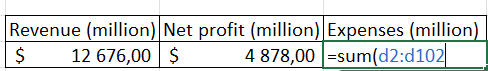 Revenue (million) Net profit (million) Expenses (million)
$ 12 676,00 $ 4 878,00 =sum(d2:d102